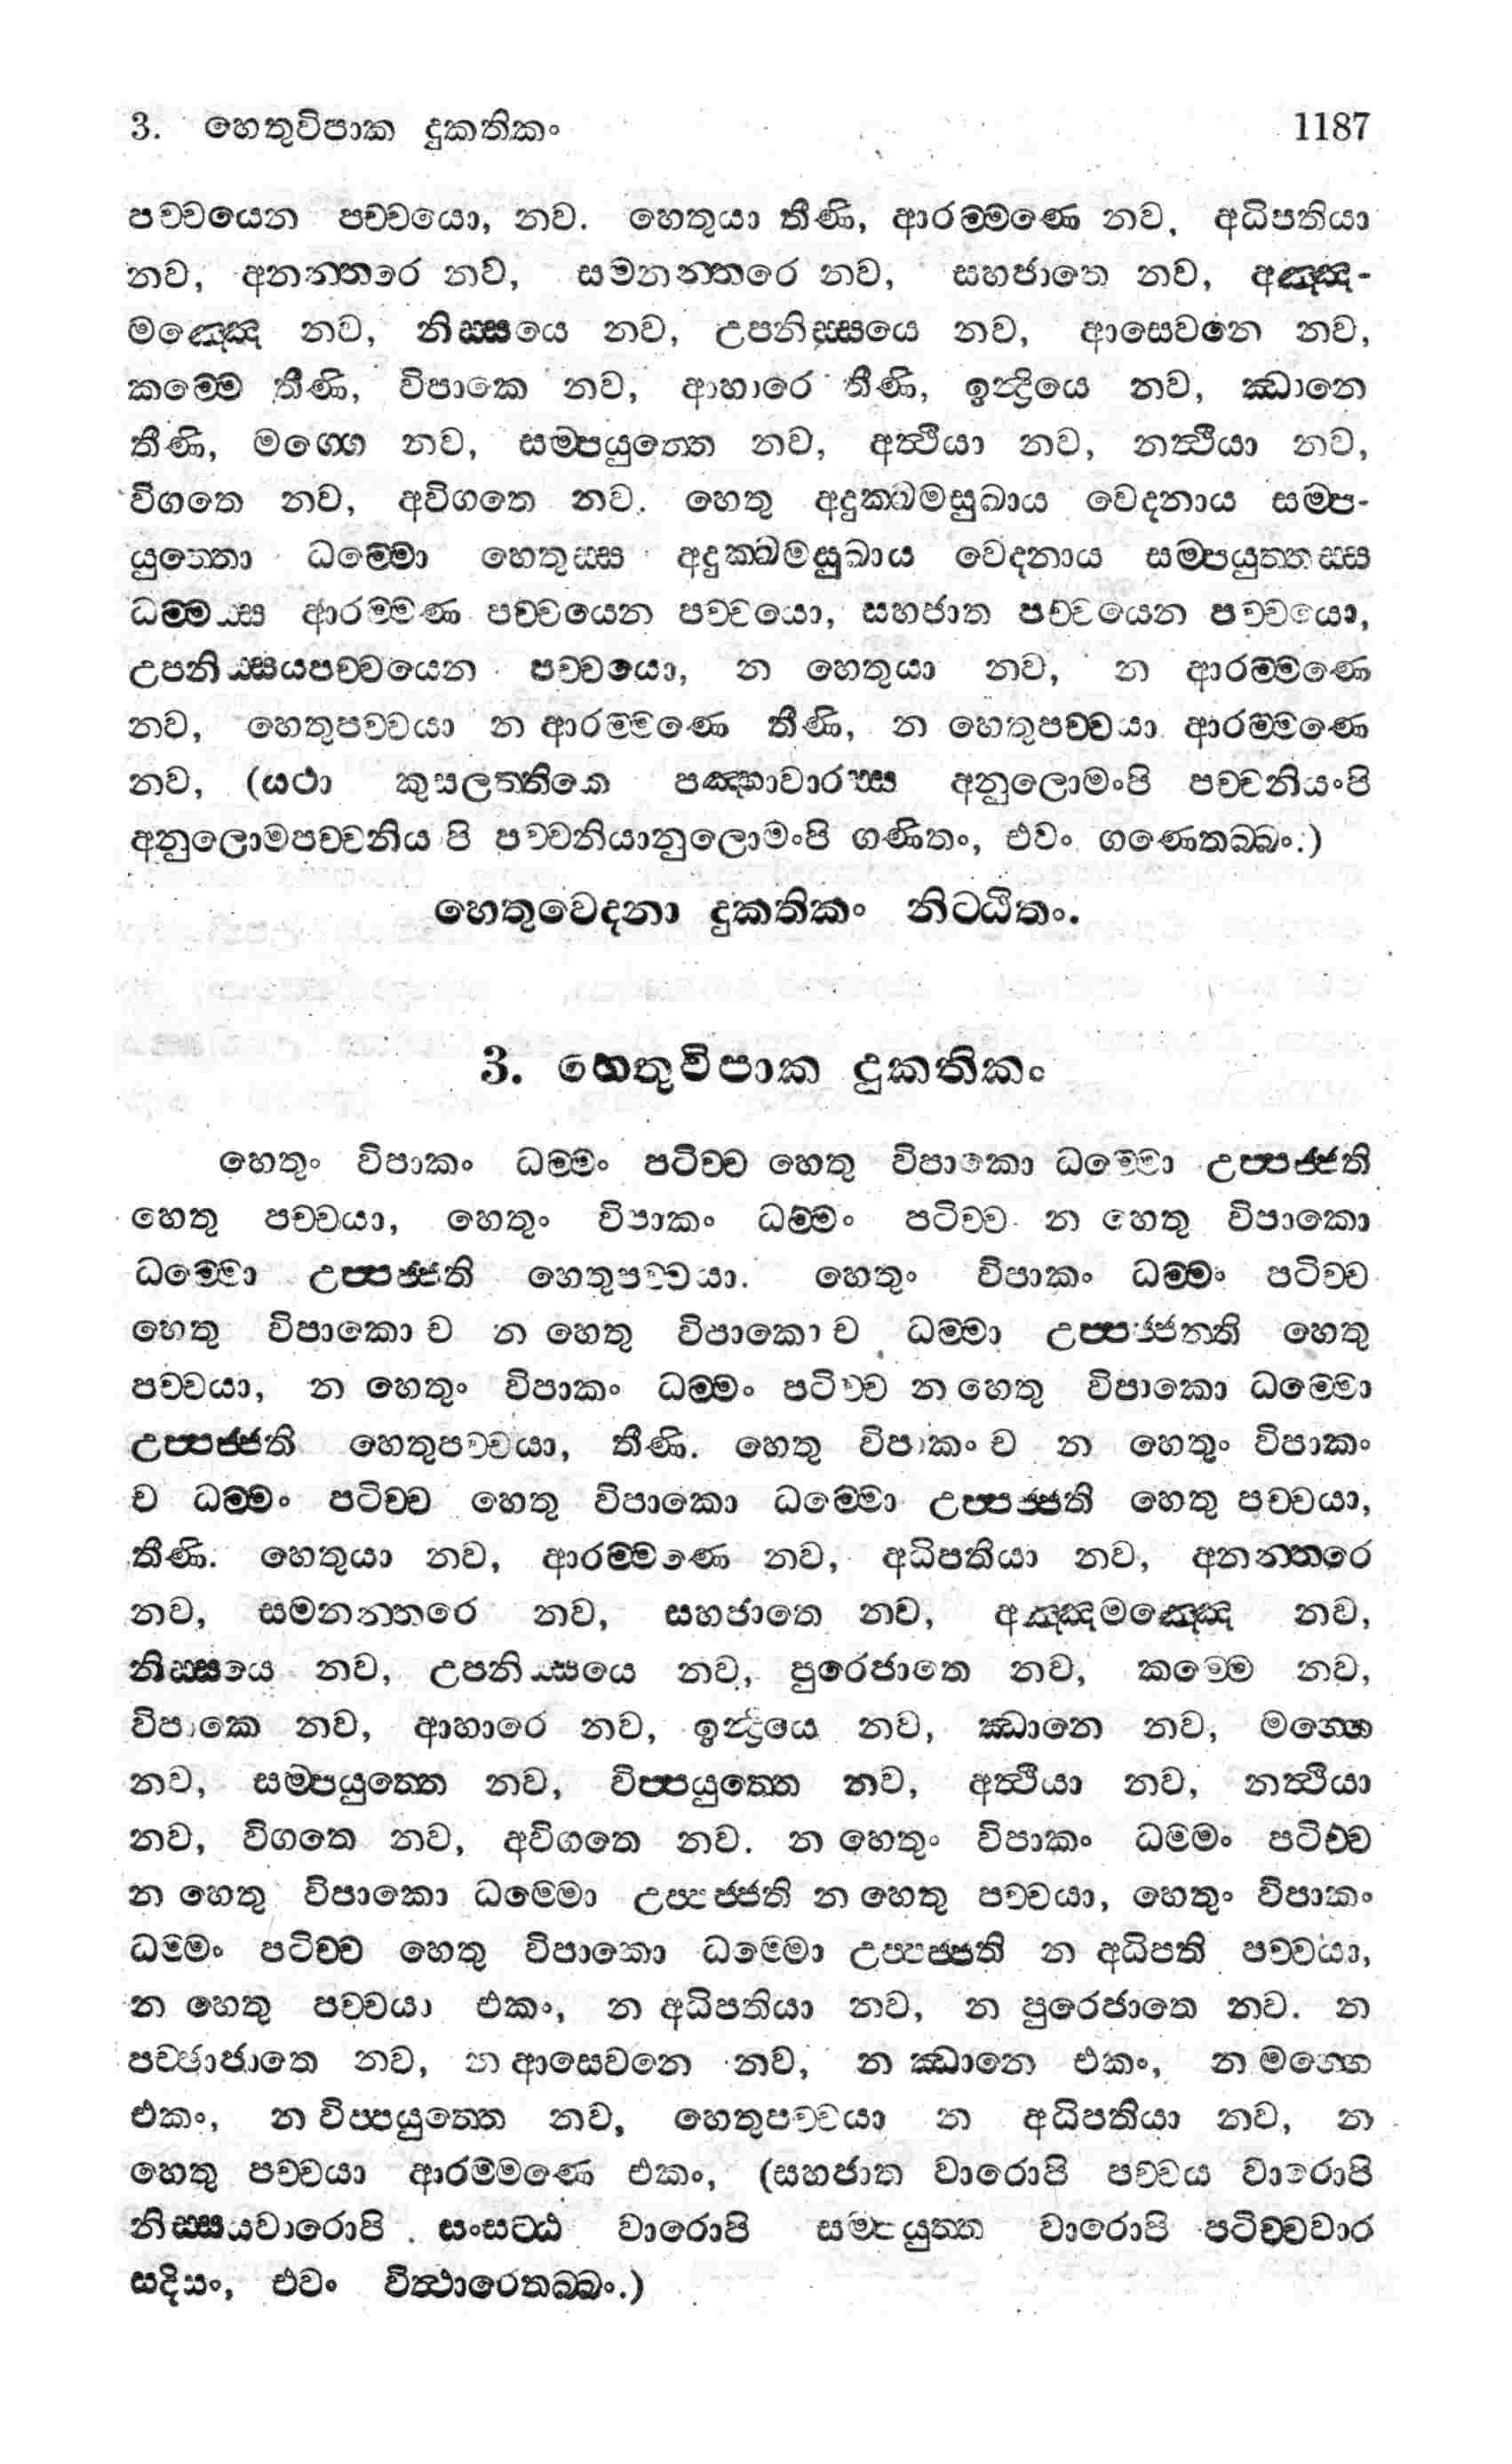 3. හෙතුවිපාක දුකතිකං 1187
පච්චයෙන පච්චයො, නව. හෙතුයා තීණි, ආරම්මණෙ නව, අධිපතියා
නව, අනන්තරෙ නව, සමනන්තරෙ නව, සහජාතෙ නව, අඤ්ඤ-
මඤ්ඤෙ නව, නිස්සයෙ නව, උපනිස්සයෙ නව, ආසෙවනෙ නව,
කම්මෙ තීණි, විපාකෙ නව, ආහාරෙ තීණි, ඉන්ද්‍රියෙ නව, ඣානෙ
තීණි, මග්ගෙ නව, සම්පයුත්තෙ නව, අත්ථියා නව, නත්ථියා නව,
විගතෙ නව, අවිගතෙ නව. හෙතු අදුක්ඛමසුඛාය වෙදනාය සම්ප-
යුත්තො ධම්මො හෙතුස්ස අදුක්ඛමසුඛාය වෙදනාය සම්පයුත්තස්ස
ධම්මස්ස ආරම්මණ පච්චයෙන පච්චයො, සහජාත පච්චයෙන පච්චයො,
උපනිස්සයපච්චයෙන පච්චයො, න හෙතුයා නව, න ආරම්මණෙ
නව, හෙතුපච්චයා න ආරම්මණෙ තීණි, න හෙතුපච්චයා ආරම්මණෙ
නව, (යථා කුසලත්තිකෙ පඤ්හාවාරස්ස අනුලොමංපි පච්චනියංපි
අනුලොමපච්චනියංපි පච්චනියානුලොමංපි ගණිතං, එවං ගණෙතබ්බං.)
හෙතුවෙදනා දුකතිකං නිට්ඨිතං.
3. හෙතුවිපාක දුකතිකං
හෙතුං විපාකං ධම්මං පටිච්ච හෙතු විපාකො ධම්මො උප්පජ්ජති
හෙතු පච්චයා, හෙතුං විපාකං ධම්මං පටිච්ච න හෙතු විපාකො
ධම්මො උප්පජ්ජති හෙතුපච්චයා. හෙතුං විපාකං ධම්මං පටිච්ච
හෙතු විපාකො ච න හෙතු විපාකො ච ධම්මා උප්පජ්ජන්ති හෙතු
පච්චයා, න හෙතුං විපාකං ධම්මං පටිච්ච න හෙතු විපාකො ධම්මො
උප්පජ්ජති හෙතුපච්චයා, තීණි. හෙතු විපාකං ච න හෙතුං විපාකං
ච ධම්මං පටිච්ච හෙතු විපාකො ධම්මො උප්පජ්ජති හෙතු පච්චයා,
තීණි. හෙතුයා නව, ආරම්මණෙ නව, අධිපතියා නව, අනන්තරෙ
නව, සමනන්තරෙ නව, සහජාතෙ නව, අඤ්ඤමඤ්ඤෙ නව,
නිස්සයෙ නව, උපනිස්සයෙ නව, පුරෙජාතෙ නව, කම්මෙ නව,
විපාකෙ නව, ආහාරෙ නව, ඉන්ද්‍රියෙ නව, ඣානෙ නව, මග්ගෙ
නව, සම්පයුත්තෙ නව, විප්පයුත්තෙ නව, අත්ථියා නව, නත්ථියා
නව, විගතෙ නව, අවිගතෙ නව. න හෙතුං විපාකං ධම්මං පටිච්ච
න හෙතු විපාකො ධම්මො උප්පජ්ජති න හෙතු පච්චයා, හෙතුං විපාකං
ධම්මං පටිච්ච හෙතු විපාකො ධම්මො උප්පජ්ජති න අධිපති පච්චයා,
න හෙතු පච්චයා එකං, න අධිපතියා නව, න පුරෙජාතෙ නව. න
පච්ඡාජාතෙ නව, න ආසෙවනෙ නව, න ඣානෙ එකං, න මග්ගෙ
එකං, න විප්පයුත්තෙ නව, හෙතුපච්චයා න අධිපතියා නව, න
හෙතු පච්චයා ආරම්මණෙ එකං, (සහජාත වාරොපි පච්චය වාරොපි
නිස්සයවාරොපි සංසට්ඨ වාරොපි සම්පයුත්ත වාරොපි පටිච්චවාර
සදිසං, එවං විත්ථාරෙතබ්බං.)